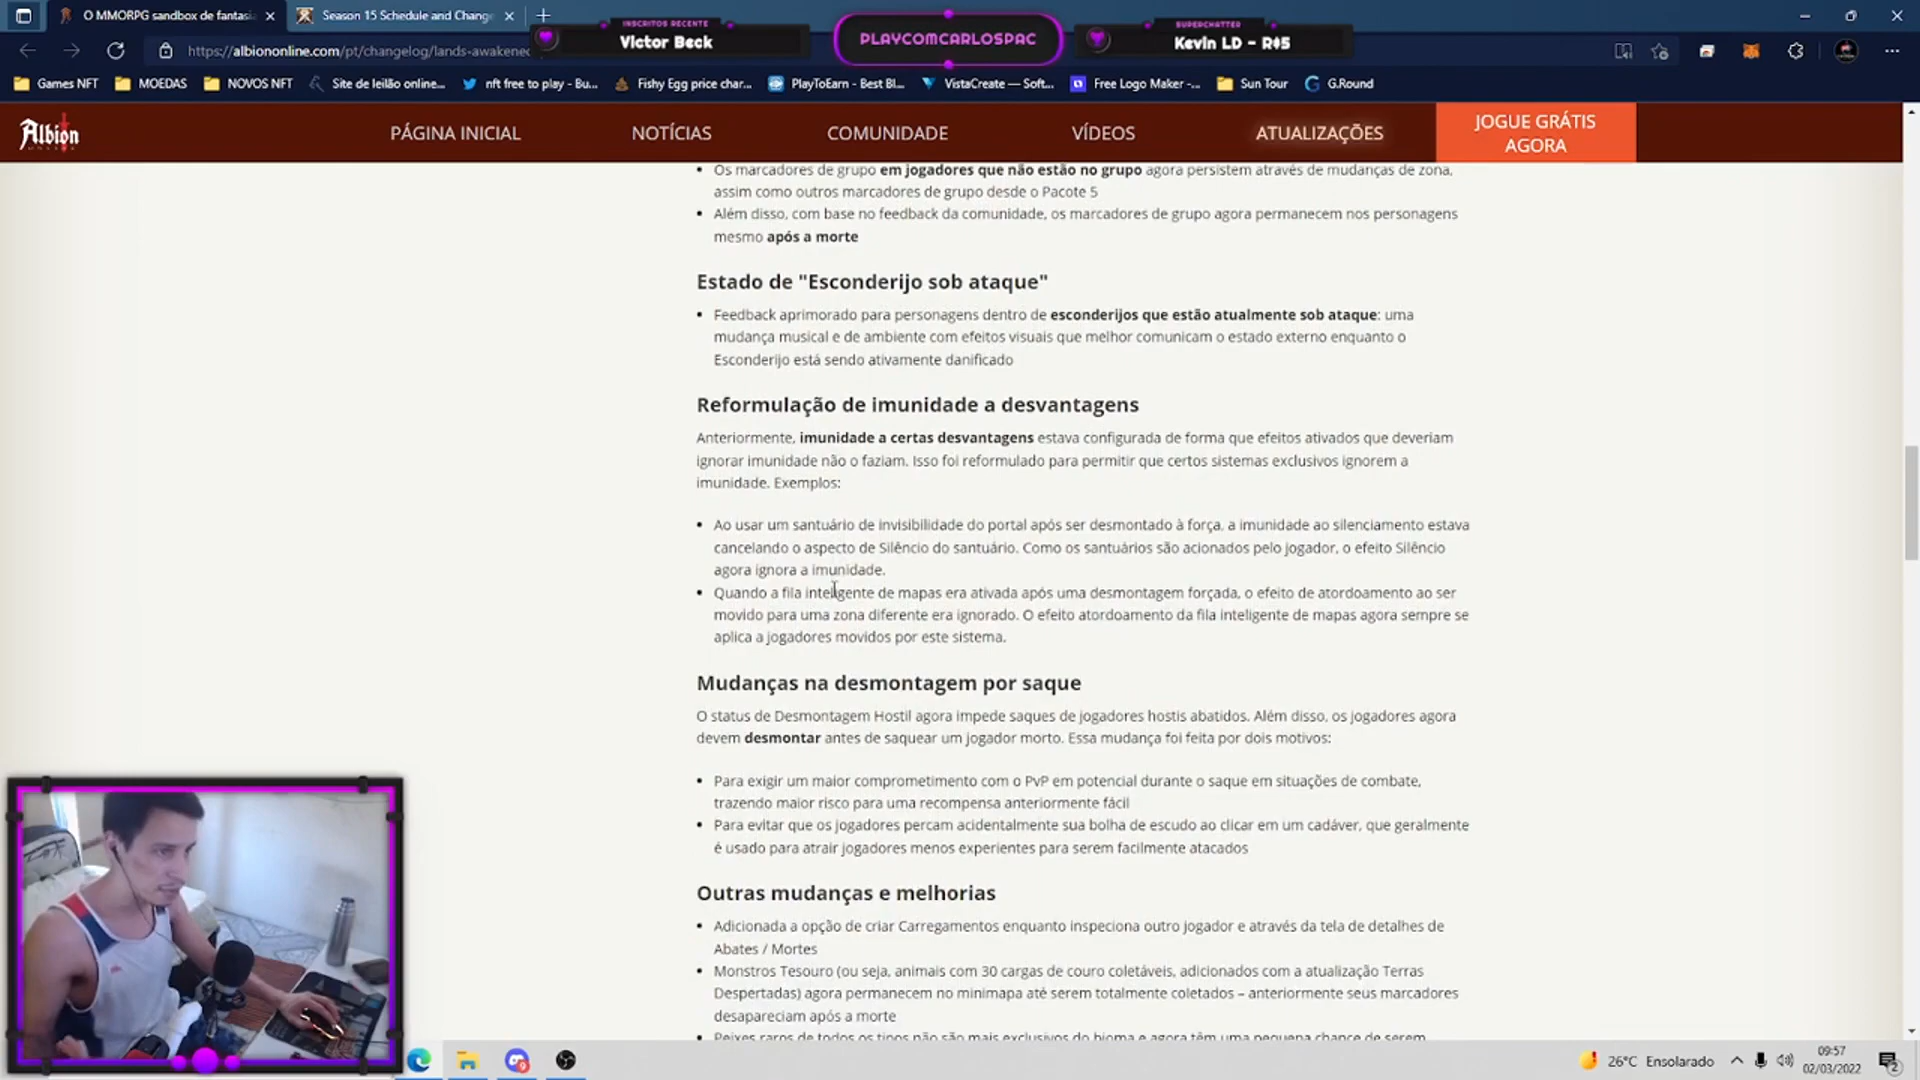 O MMORPG sandbox de fantasia
Season 15 Schedule and Change
INSCRITOS RECENTE
Victor Beck
PLAYCOMCARLOSPAC
SUPERCHATTER
Kevin LD - R$5
https://albiononline.com/pt/changelog/lands-awakened
Games NFT
MOEDAS
NOVOS NFT
Site de leilão online...
nft free to play - Bu...
Fishy Egg price char...
PlayToEarn - Best Bl...
VistaCreate — Soft...
Free Logo Maker -...
Sun Tour
G.Round
Albion
PÁGINA INICIAL
NOTÍCIAS
COMUNIDADE
VÍDEOS
ATUALIZAÇÕES
JOGUE GRÁTIS
AGORA
• Os marcadores de grupo em jogadores que não estão no grupo agora persistem através de mudanças de zona,
assim como outros marcadores de grupo desde o Pacote 5
• Além disso, com base no feedback da comunidade, os marcadores de grupo agora permanecem nos personagens
mesmo após a morte
Estado de "Esconderijo sob ataque"
• Feedback aprimorado para personagens dentro de esconderijos que estão atualmente sob ataque: uma
mudança musical e de ambiente com efeitos visuais que melhor comunicam o estado externo enquanto o
Esconderijo está sendo ativamente danificado
Reformulação de imunidade a desvantagens
Anteriormente, imunidade a certas desvantagens estava configurada de forma que efeitos ativados que deveriam
ignorar imunidade não o faziam. Isso foi reformulado para permitir que certos sistemas exclusivos ignorem a
imunidade. Exemplos:
• Ao usar um santuário de invisibilidade do portal após ser desmontado à força, a imunidade ao silenciamento estava
cancelando o aspecto de Silêncio do santuário. Como os santuários são acionados pelo jogador, o efeito Silêncio
agora ignora a imunidade.
• Quando a fila inteligente de mapas era ativada após uma desmontagem forçada, o efeito de atordoamento ao ser
movido para uma zona diferente era ignorado. O efeito atordoamento da fila inteligente de mapas agora sempre se
aplica a jogadores movidos por este sistema.
Mudanças na desmontagem por saque
O status de Desmontagem Hostil agora impede saques de jogadores hostis abatidos. Além disso, os jogadores agora
devem desmontar antes de saquear um jogador morto. Essa mudança foi feita por dois motivos:
• Para exigir um maior comprometimento com o PvP em potencial durante o saque em situações de combate,
trazendo maior risco para uma recompensa anteriormente fácil
• Para evitar que os jogadores percam acidentalmente sua bolha de escudo ao clicar em um cadáver, que geralmente
é usado para atrair jogadores menos experientes para serem facilmente atacados
Outras mudanças e melhorias
• Adicionada a opção de criar Carregamentos enquanto inspeciona outro jogador e através da tela de detalhes de
Abates / Mortes
• Monstros Tesouro (ou seja, animais com 30 cargas de couro coletáveis, adicionados com a atualização Terras
Despertadas) agora permanecem no minimapa até serem totalmente coletados – anteriormente seus marcadores
desapareciam após a morte
• Peixes raros de todos os tipos não são mais exclusivos do bioma e agora têm uma pequena chance de serem
26°C Ensolarado
09:57
02/03/2022